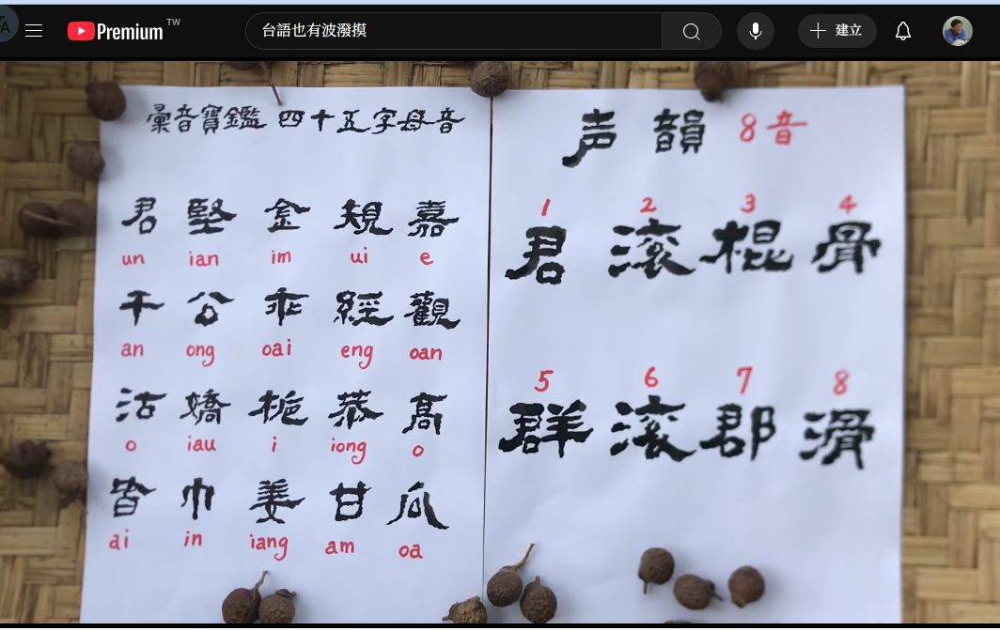 Premium TW
台語也有波潑摸
建立
彙音寶鑑 四十五字母音
君 堅 金 規 嘉
un ian im ui e
干 公 乖 經 觀
an ong oai eng oan
沽 嬌 梔 恭 高
o iau i iong o
皆 巾 姜 甘 瓜
ai in iang am oa
声 韻 8音
1 2 3 4
君 滾 棍 骨
5 6 7 8
群 滾 郡 滑